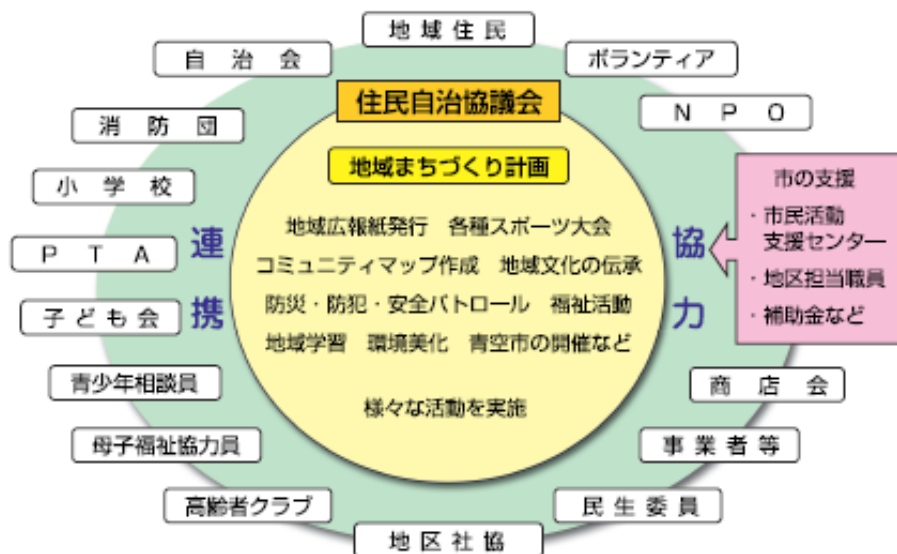 地域住民
自治会
ボランティア
消防団
NPO
小学校
PTA
子ども会
青少年相談員
母子福祉協力員
高齢者クラブ
地区社協
民生委員
事業者等
商店会
連携
協力
住民自治協議会
地域まちづくり計画
地域広報紙発行 各種スポーツ大会
コミュニティマップ作成 地域文化の伝承
防災・防犯・安全パトロール 福祉活動
地域学習 環境美化 青空市の開催など
様々な活動を実施
市の支援
・市民活動
支援センター
・地区担当職員
・補助金など